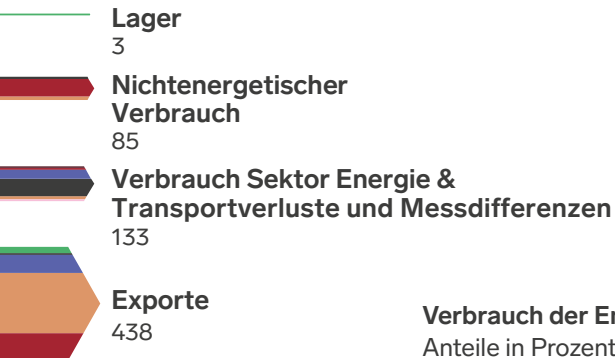 Lager
3
Nichtenergetischer
Verbrauch
85
Verbrauch Sektor Energie &
Transportverluste und Messdifferenzen
133
Exporte
438
Verbrauch der
Anteile in Prozent